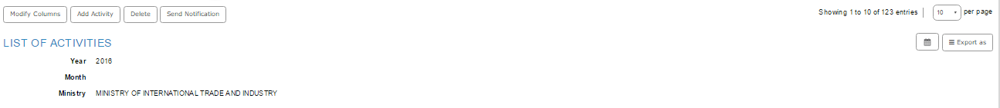 Modify Columns Add Activity Delete Send Notification Showing 1 to 10 of 123 entries | 10 per page
LIST OF ACTIVITIES Export as
Year 2016
Month
Ministry MINISTRY OF INTERNATIONAL TRADE AND INDUSTRY